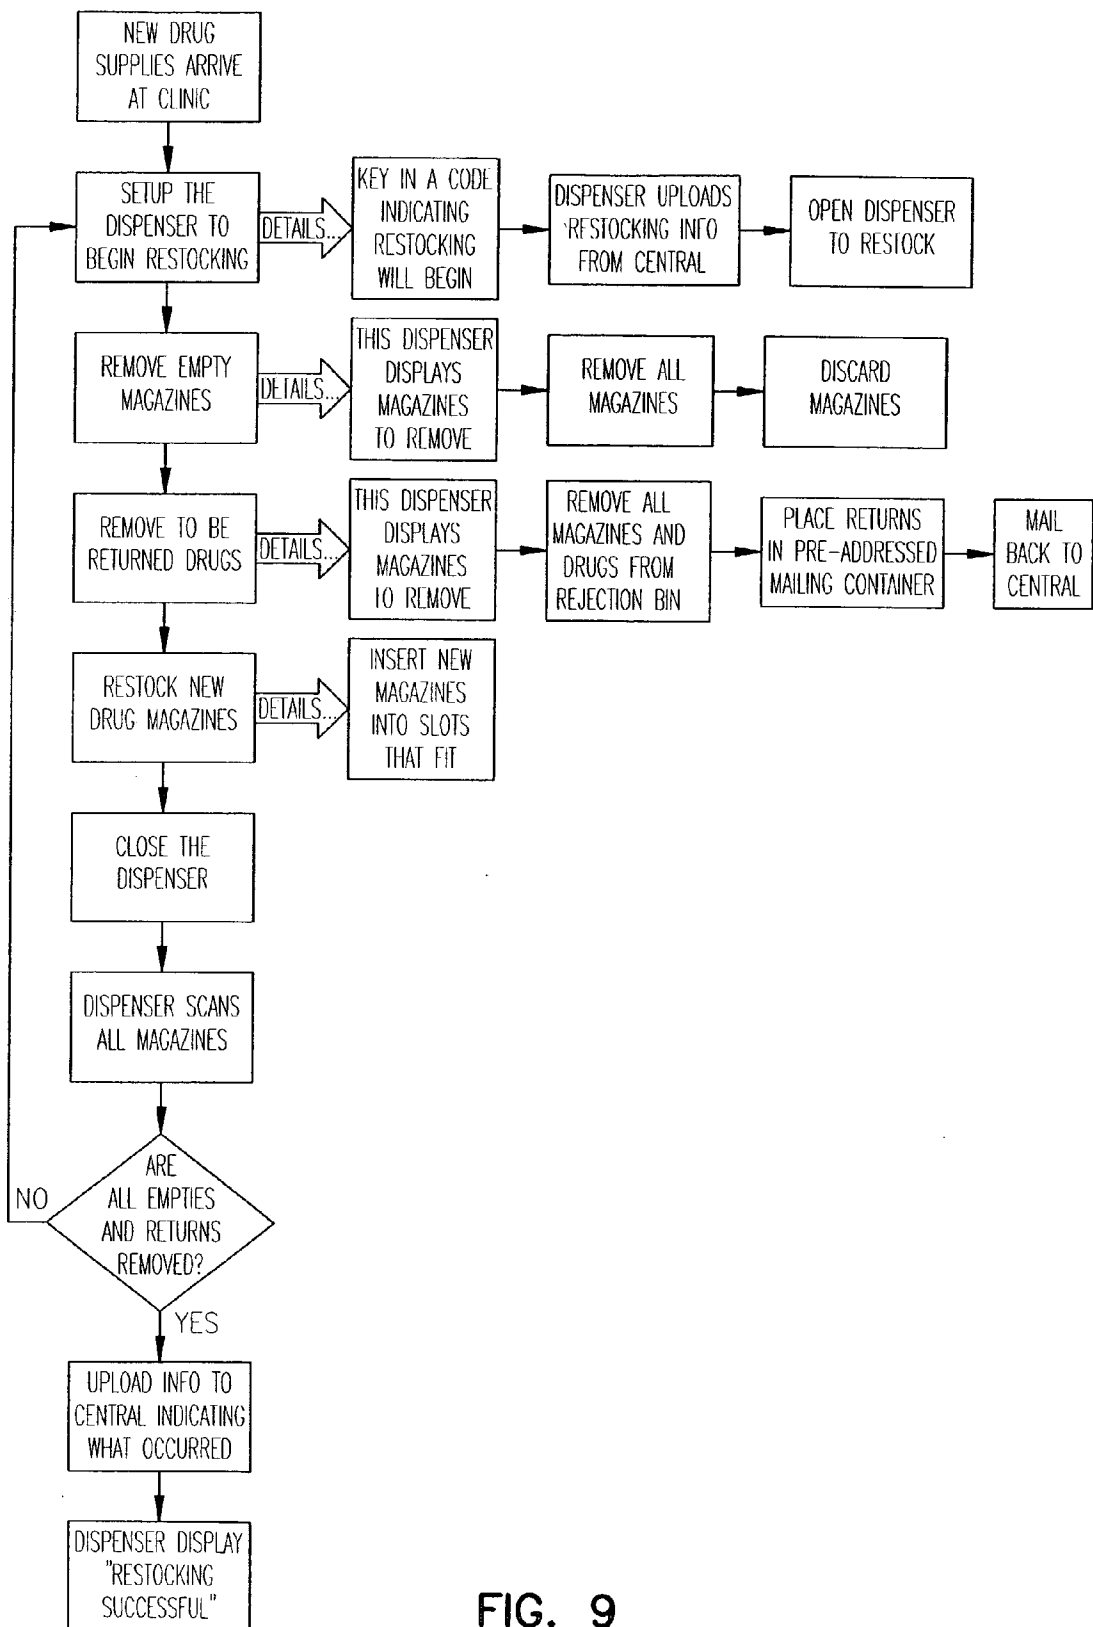 NEW DRUG
SUPPLIES ARRIVE
AT CLINIC
SETUP THE
DISPENSER TO
BEGIN RESTOCKING
DETAILS...
KEY IN A CODE
INDICATING
RESTOCKING
WILL BEGIN
DISPENSER UPLOADS
RESTOCKING INFO
FROM CENTRAL
OPEN DISPENSER
TO RESTOCK
REMOVE EMPTY
MAGAZINES
DETAILS...
THIS DISPENSER
DISPLAYS
MAGAZINES
TO REMOVE
REMOVE ALL
MAGAZINES
DISCARD
MAGAZINES
REMOVE TO BE
RETURNED DRUGS
DETAILS...
THIS DISPENSER
DISPLAYS
MAGAZINES
TO REMOVE
REMOVE ALL
MAGAZINES AND
DRUGS FROM
REJECTION BIN
PLACE RETURNS
IN PRE-ADDRESSED
MAILING CONTAINER
MAIL
BACK TO
CENTRAL
RESTOCK NEW
DRUG MAGAZINES
DETAILS...
INSERT NEW
MAGAZINES
INTO SLOTS
THAT FIT
CLOSE THE
DISPENSER
DISPENSER SCANS
ALL MAGAZINES
ARE
ALL EMPTIES
AND RETURNS
REMOVED?
NO
YES
UPLOAD INFO TO
CENTRAL INDICATING
WHAT OCCURRED
DISPENSER DISPLAY
"RESTOCKING
SUCCESSFUL"
FIG. 9